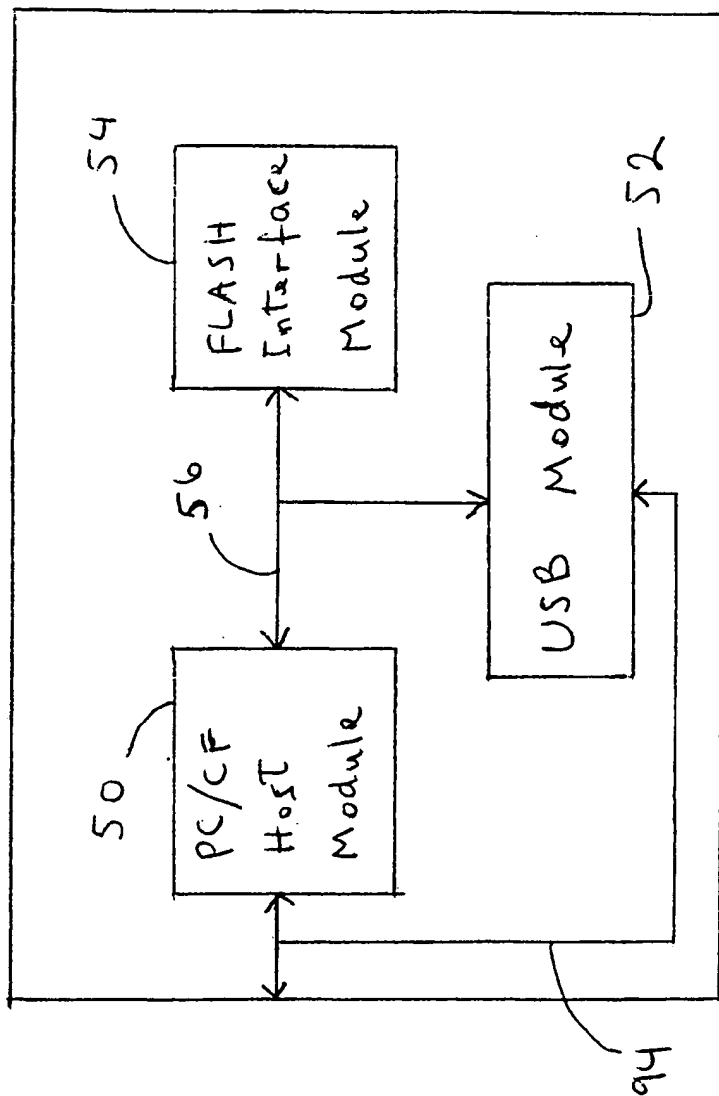 50
PC/CF
Host
Module
56
54
FLASH
Interface
Module
USB Module
52
94